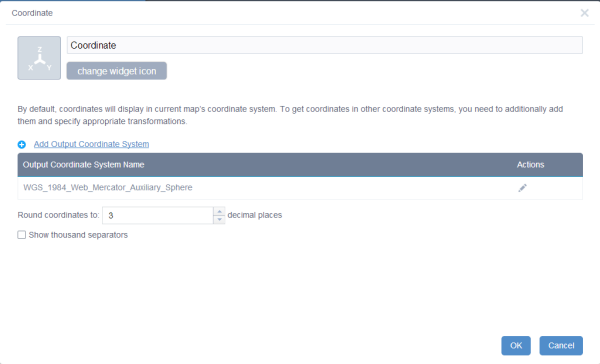 Coordinate
Z
X Y
Coordinate
change widget icon
By default, coordinates will display in current map's coordinate system. To get coordinates in other coordinate systems, you need to additionally add
them and specify appropriate transformations.
Add Output Coordinate System
Output Coordinate System Name Actions
WGS_1984_Web_Mercator_Auxiliary_Sphere
Round coordinates to: 3 decimal places
Show thousand separators
OK Cancel